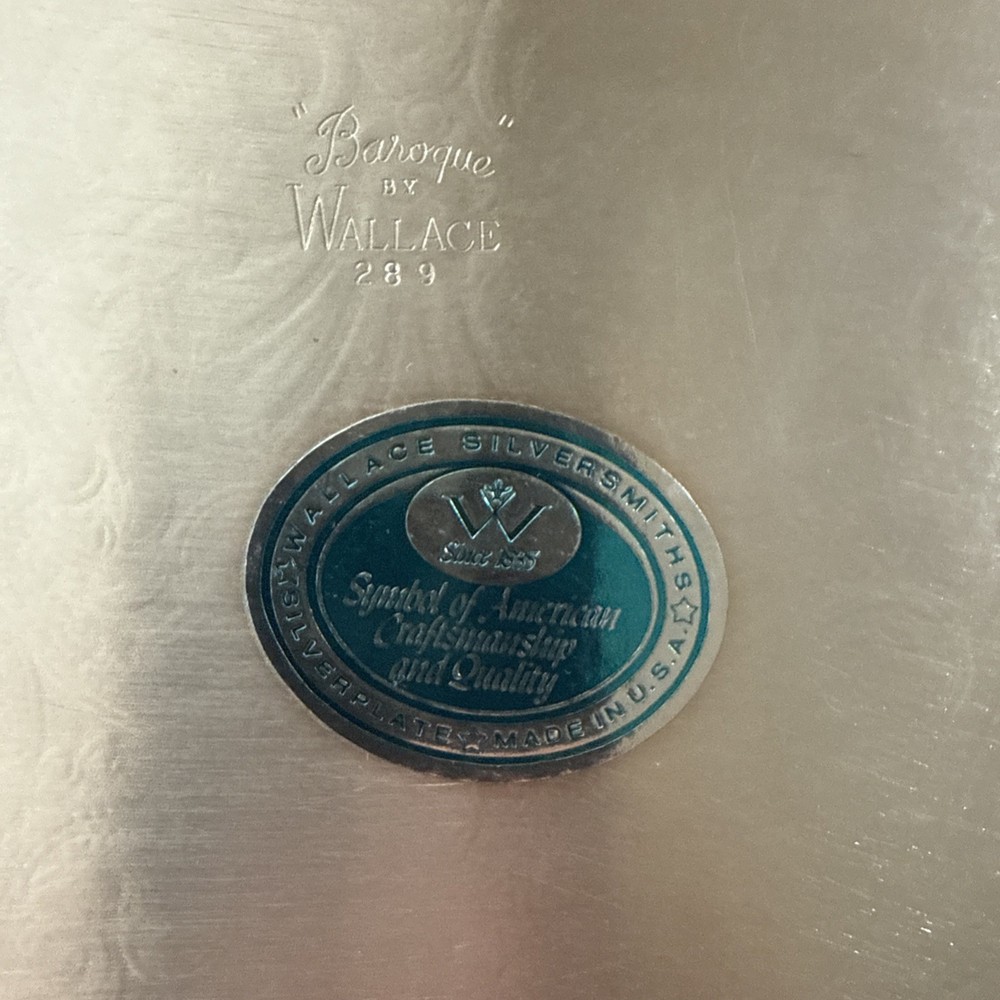 "Baroque"
BY
WALLACE
289
WALLACE SILVERSMITHS
W
Since 1835
Symbol of American
Craftsmanship
and Quality
SILVERPLATE
MADE IN U.S.A.